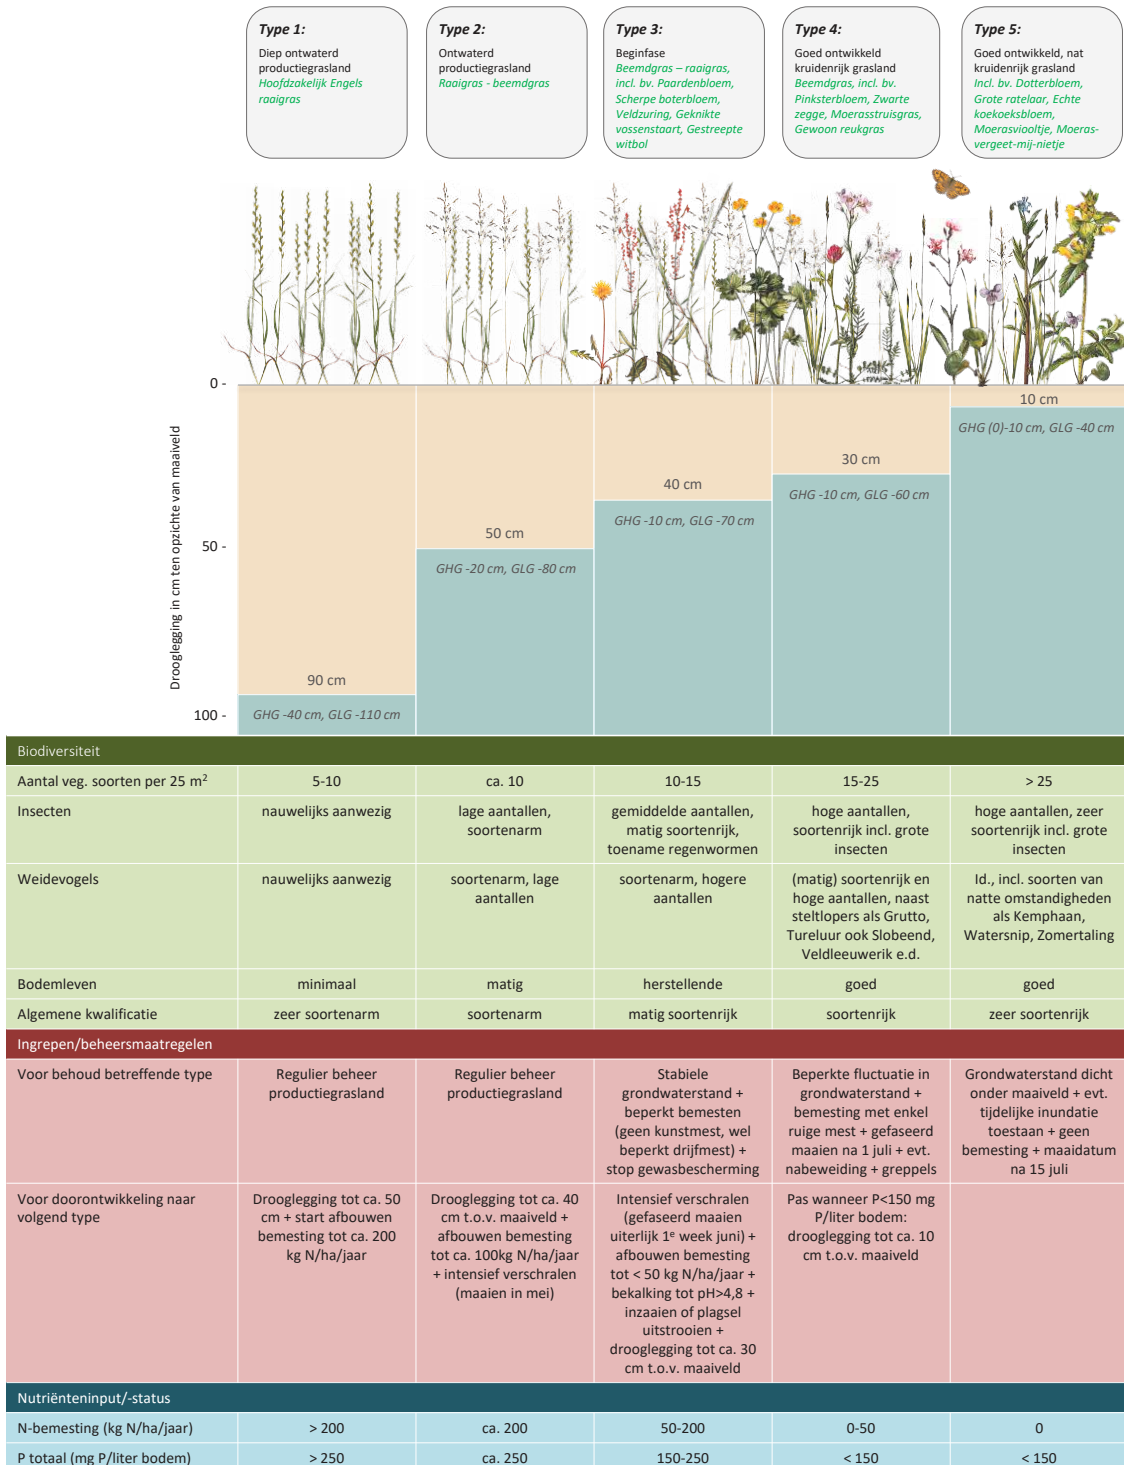 Type 1:
Diep ontwaterd
productiegrasland
Hoofdzakelijk Engels
raaigras
Type 2:
Ontwaterd
productiegrasland
Raaigras - beemdgras
Type 3:
Beginfase
Beemdgras – raaigras,
incl. bv. Paardenbloem,
Scherpe boterbloem,
Veldzuring, Geknikte
vossenstaart, Gestreepte
witbol
Type 4:
Goed ontwikkeld
kruidenrijk grasland
Beemdgras, incl. bv.
Pinksterbloem, Zwarte
zegge, Moerasstruisgras,
Gewoon reukgras
Type 5:
Goed ontwikkeld, nat
kruidenrijk grasland
Incl. bv. Dotterbloem,
Grote ratelaar, Echte
koekoeksbloem,
Moerasviooltje, Moeras-
vergeet-mij-nietje
Drooglegging in cm ten opzichte van maaiveld
0 -
50 -
100 -
90 cm
GHG -40 cm, GLG -110 cm
50 cm
GHG -20 cm, GLG -80 cm
40 cm
GHG -10 cm, GLG -70 cm
30 cm
GHG -10 cm, GLG -60 cm
10 cm
GHG (0)-10 cm, GLG -40 cm
Biodiversiteit
Aantal veg. soorten per 25 m²
5-10
ca. 10
10-15
15-25
> 25
Insecten
nauwelijks aanwezig
lage aantallen,
soortenarm
gemiddelde aantallen,
matig soortenrijk,
toename regenwormen
hoge aantallen,
soortenrijk incl. grote
insecten
hoge aantallen, zeer
soortenrijk incl. grote
insecten
Weidevogels
nauwelijks aanwezig
soortenarm, lage
aantallen
soortenarm, hogere
aantallen
(matig) soortenrijk en
hoge aantallen, naast
steltlopers als Grutto,
Tureluur ook Slobeend,
Veldleeuwerik e.d.
Id., incl. soorten van
natte omstandigheden
als Kemphaan,
Watersnip, Zomertaling
Bodemleven
minimaal
matig
herstellende
goed
goed
Algemene kwalificatie
zeer soortenarm
soortenarm
matig soortenrijk
soortenrijk
zeer soortenrijk
Ingrepen/beheersmaatregelen
Voor behoud betreffende type
Regulier beheer
productiegrasland
Regulier beheer
productiegrasland
Stabiele
grondwaterstand +
beperkt bemesten
(geen kunstmest, wel
beperkt drijfmest) +
stop gewasbescherming
Beperkte fluctuatie in
grondwaterstand +
bemesting met enkel
ruige mest + gefaseerd
maaien na 1 juli + evt.
nabeweiding + greppels
Grondwaterstand dicht
onder maaiveld + evt.
tijdelijke inundatie
toestaan + geen
bemesting + maaidatum
na 15 juli
Voor doorontwikkeling naar
volgend type
Drooglegging tot ca. 50
cm + start afbouwen
bemesting tot ca. 200
kg N/ha/jaar
Drooglegging tot ca. 40
cm t.o.v. maaiveld +
afbouwen bemesting
tot ca. 100kg N/ha/jaar
+ intensief verschralen
(maaien in mei)
Intensief verschralen
(gefaseerd maaien
uiterlijk 1ᵉ week juni) +
afbouwen bemesting
tot < 50 kg N/ha/jaar +
bekalking tot pH>4,8 +
inzaaien of plagsel
uitstrooien +
drooglegging tot ca. 30
cm t.o.v. maaiveld
Pas wanneer P<150 mg
P/liter bodem:
drooglegging tot ca. 10
cm t.o.v. maaiveld
Nutriënteninput/-status
N-bemesting (kg N/ha/jaar)
> 200
ca. 200
50-200
0-50
0
P totaal (mg P/liter bodem)
> 250
ca. 250
150-250
< 150
< 150